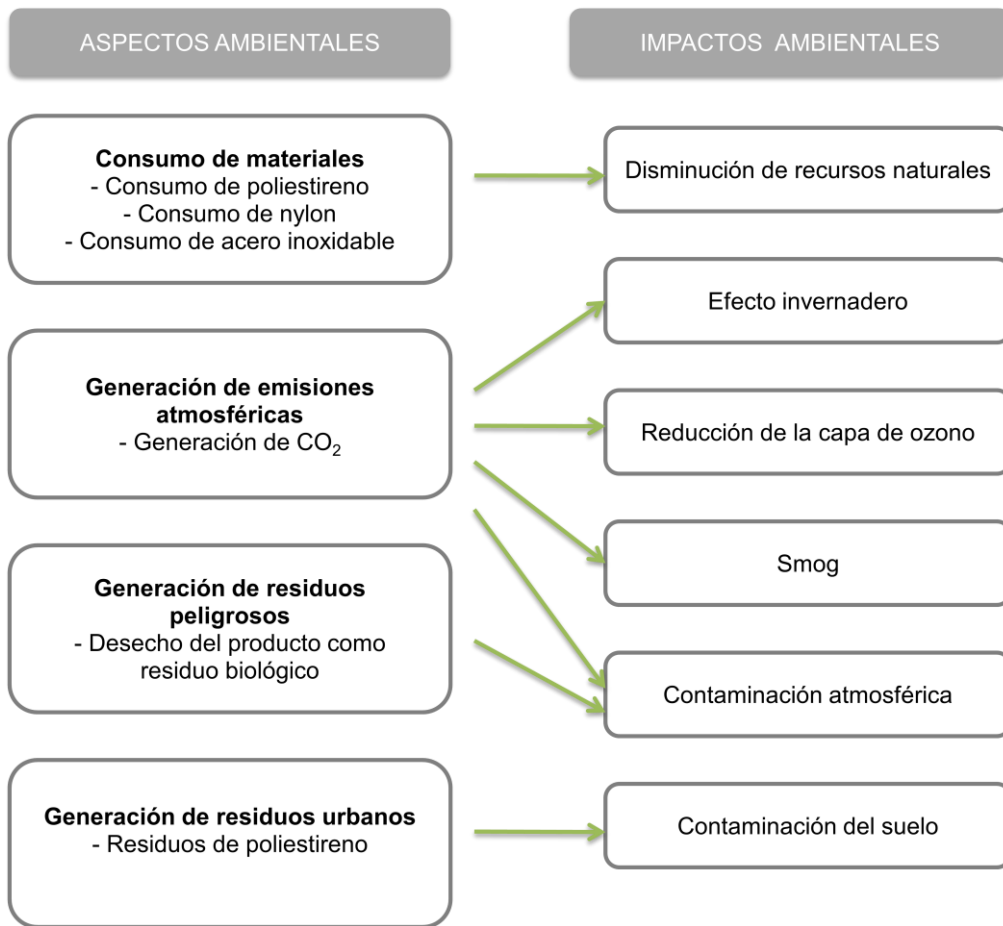 ASPECTOS AMBIENTALES
IMPACTOS  AMBIENTALES
Consumo de materiales
- Consumo de poliestireno
- Consumo de nylon
- Consumo de acero inoxidable
Disminución de recursos naturales
Efecto invernadero
Generación de emisiones
atmosféricas
- Generación de CO₂
Reducción de la capa de ozono
Smog
Generación de residuos
peligrosos
- Desecho del producto como
residuo biológico
Contaminación atmosférica
Generación de residuos urbanos
- Residuos de poliestireno
Contaminación del suelo